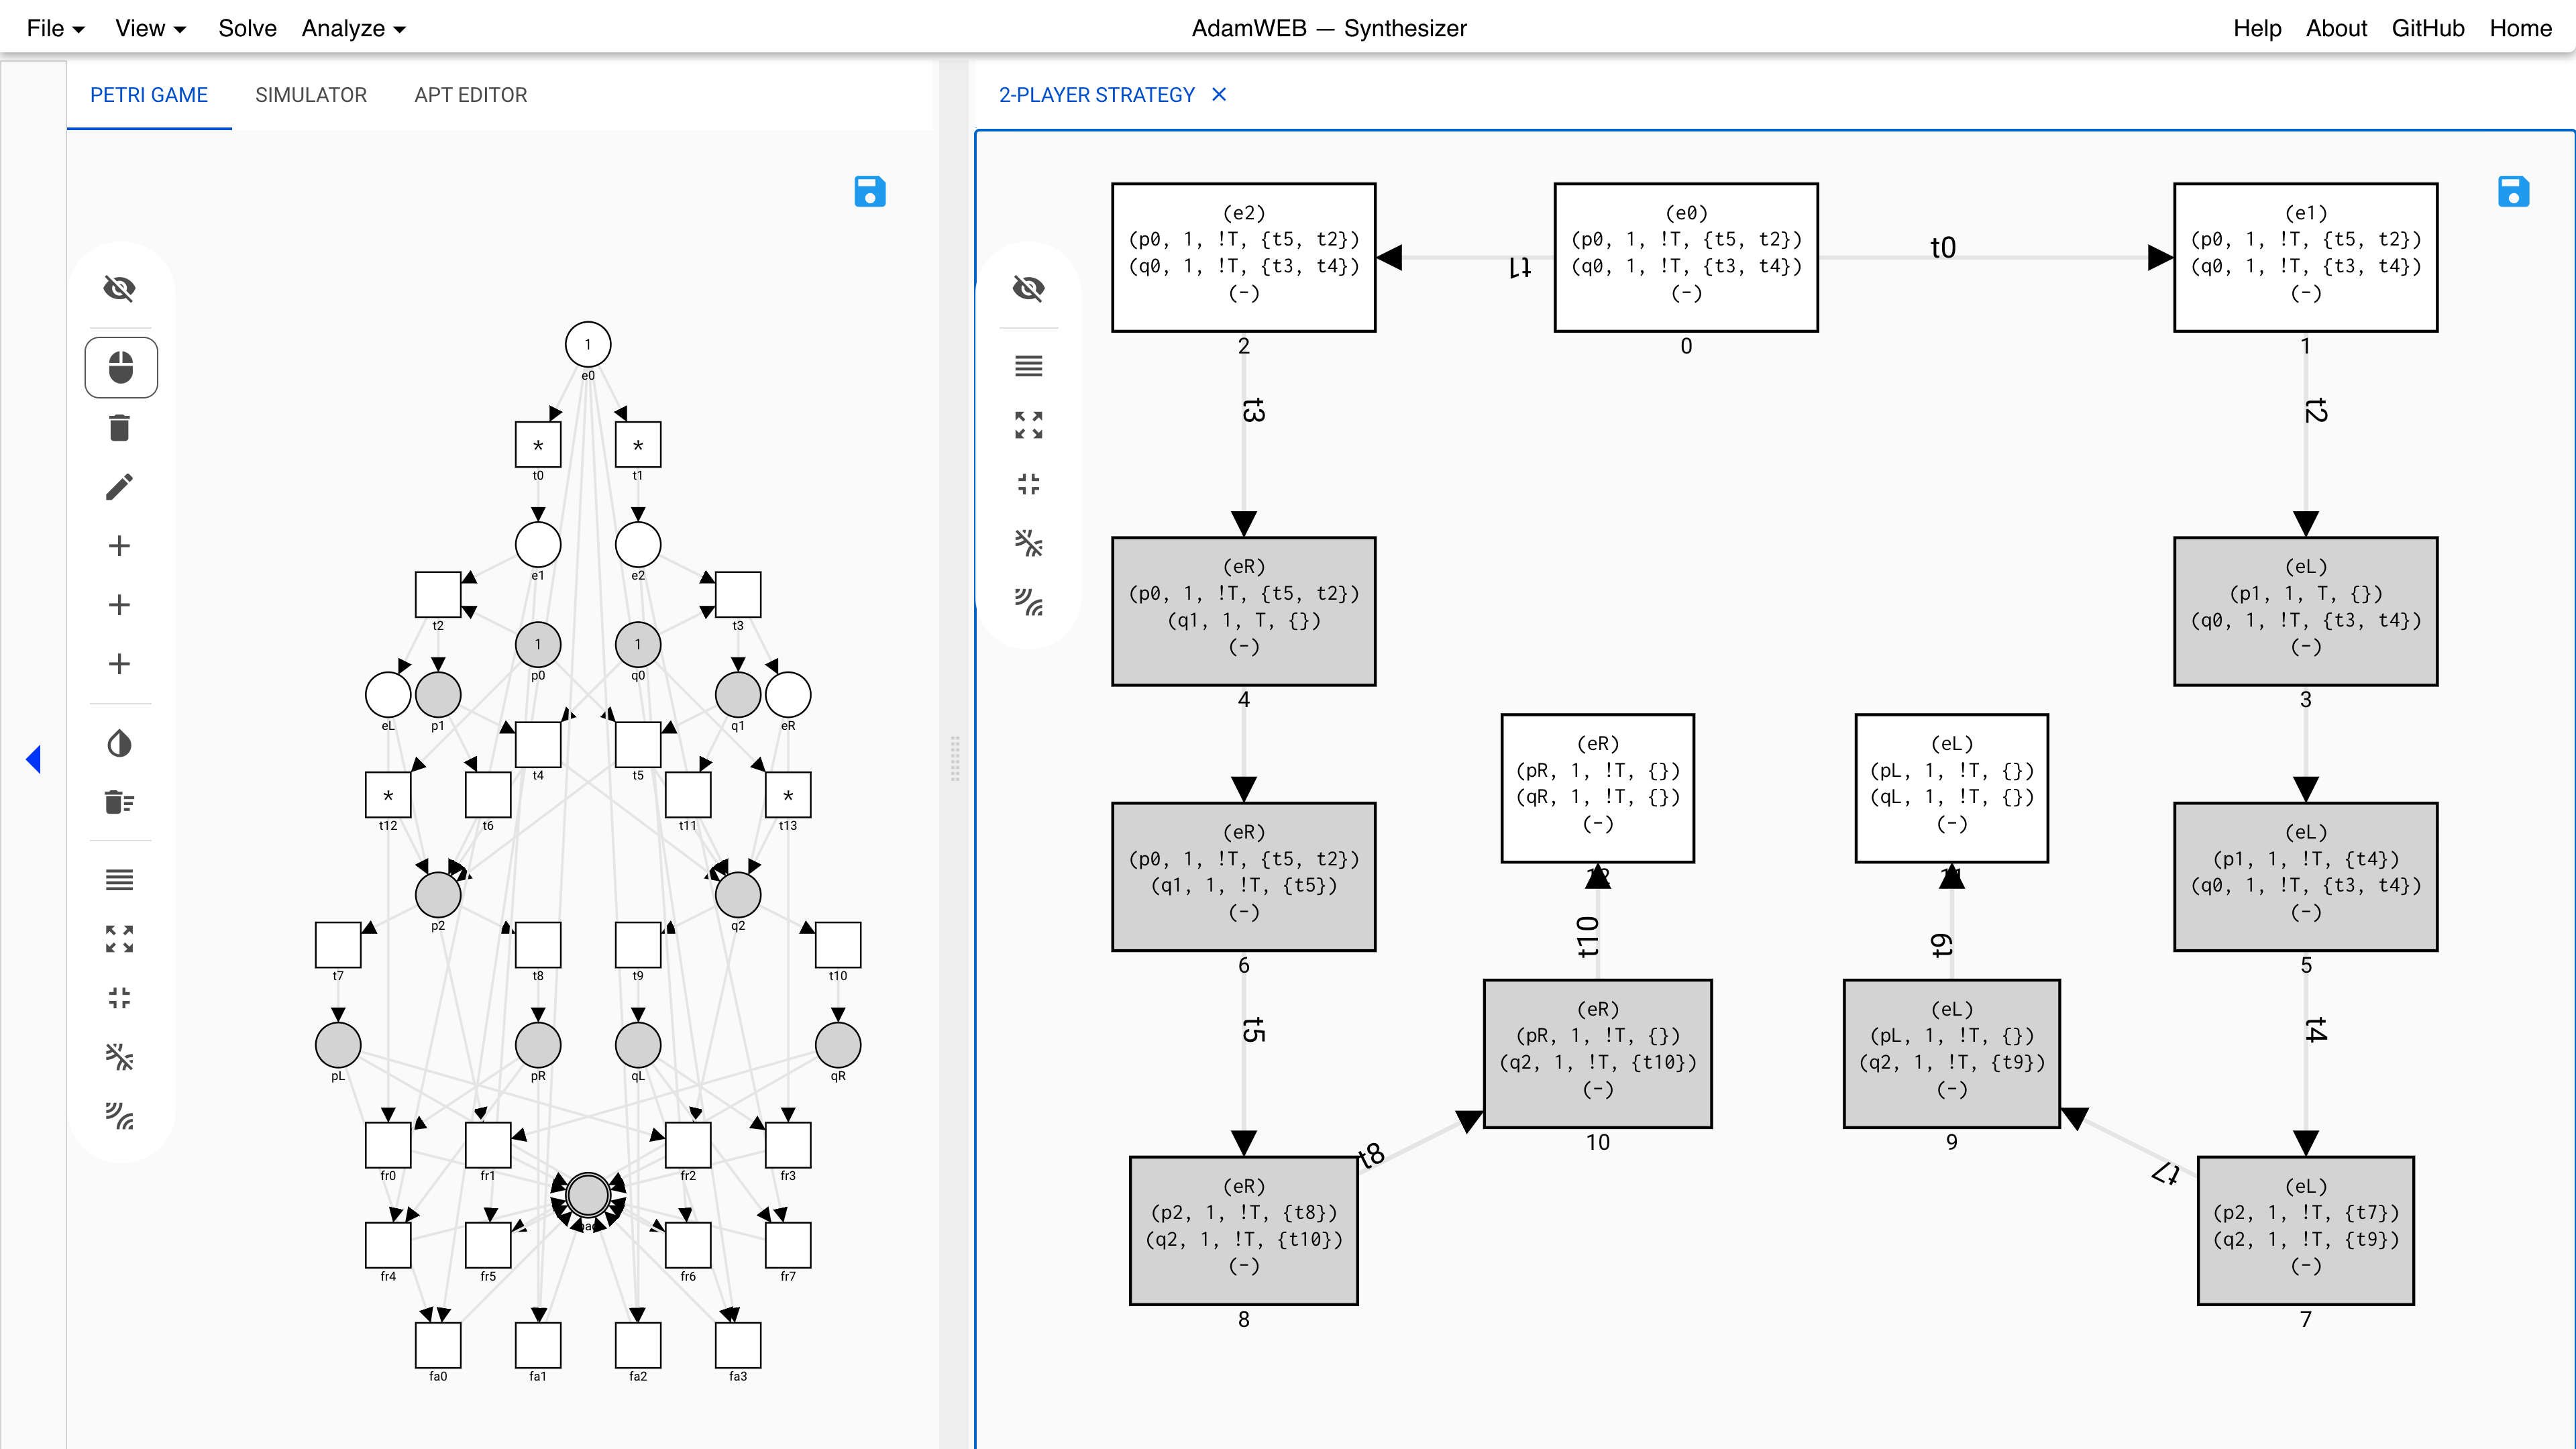 File View Solve Analyze AdamWEB — Synthesizer Help About GitHub Home
PETRI GAME SIMULATOR APT EDITOR
2-PLAYER STRATEGY
1
e0
* *
t0 t1
e1 e2
t2 t3
1 1
p0 q0
eL p1 q1 eR
t4 t5
* *
t12 t6 t11 t13
p2 q2
t7 t8 t9 t10
pL pR qL qR
fr0 fr1 fr2 fr3
fr4 fr5 fr6 fr7
fa0 fa1 fa2 fa3
(e2)
(p0, 1, !T, {t5, t2})
(q0, 1, !T, {t3, t4})
(-)
2
t1
(e0)
(p0, 1, !T, {t5, t2})
(q0, 1, !T, {t3, t4})
(-)
0
t0
(e1)
(p0, 1, !T, {t5, t2})
(q0, 1, !T, {t3, t4})
(-)
1
t3
t2
(eR)
(p0, 1, !T, {t5, t2})
(q1, 1, T, {})
(-)
4
(eL)
(p1, 1, T, {})
(q0, 1, !T, {t3, t4})
(-)
3
(eR)
(pR, 1, !T, {})
(qR, 1, !T, {})
(-)
(eL)
(pL, 1, !T, {})
(qL, 1, !T, {})
(-)
(eR)
(p0, 1, !T, {t5, t2})
(q1, 1, !T, {t5})
(-)
6
(eL)
(p1, 1, !T, {t4})
(q0, 1, !T, {t3, t4})
(-)
5
t10
t9
t5
t4
(eR)
(pR, 1, !T, {})
(q2, 1, !T, {t10})
(-)
10
(eL)
(pL, 1, !T, {})
(q2, 1, !T, {t9})
(-)
9
t8
t7
(eR)
(p2, 1, !T, {t8})
(q2, 1, !T, {t10})
(-)
8
(eL)
(p2, 1, !T, {t7})
(q2, 1, !T, {t9})
(-)
7